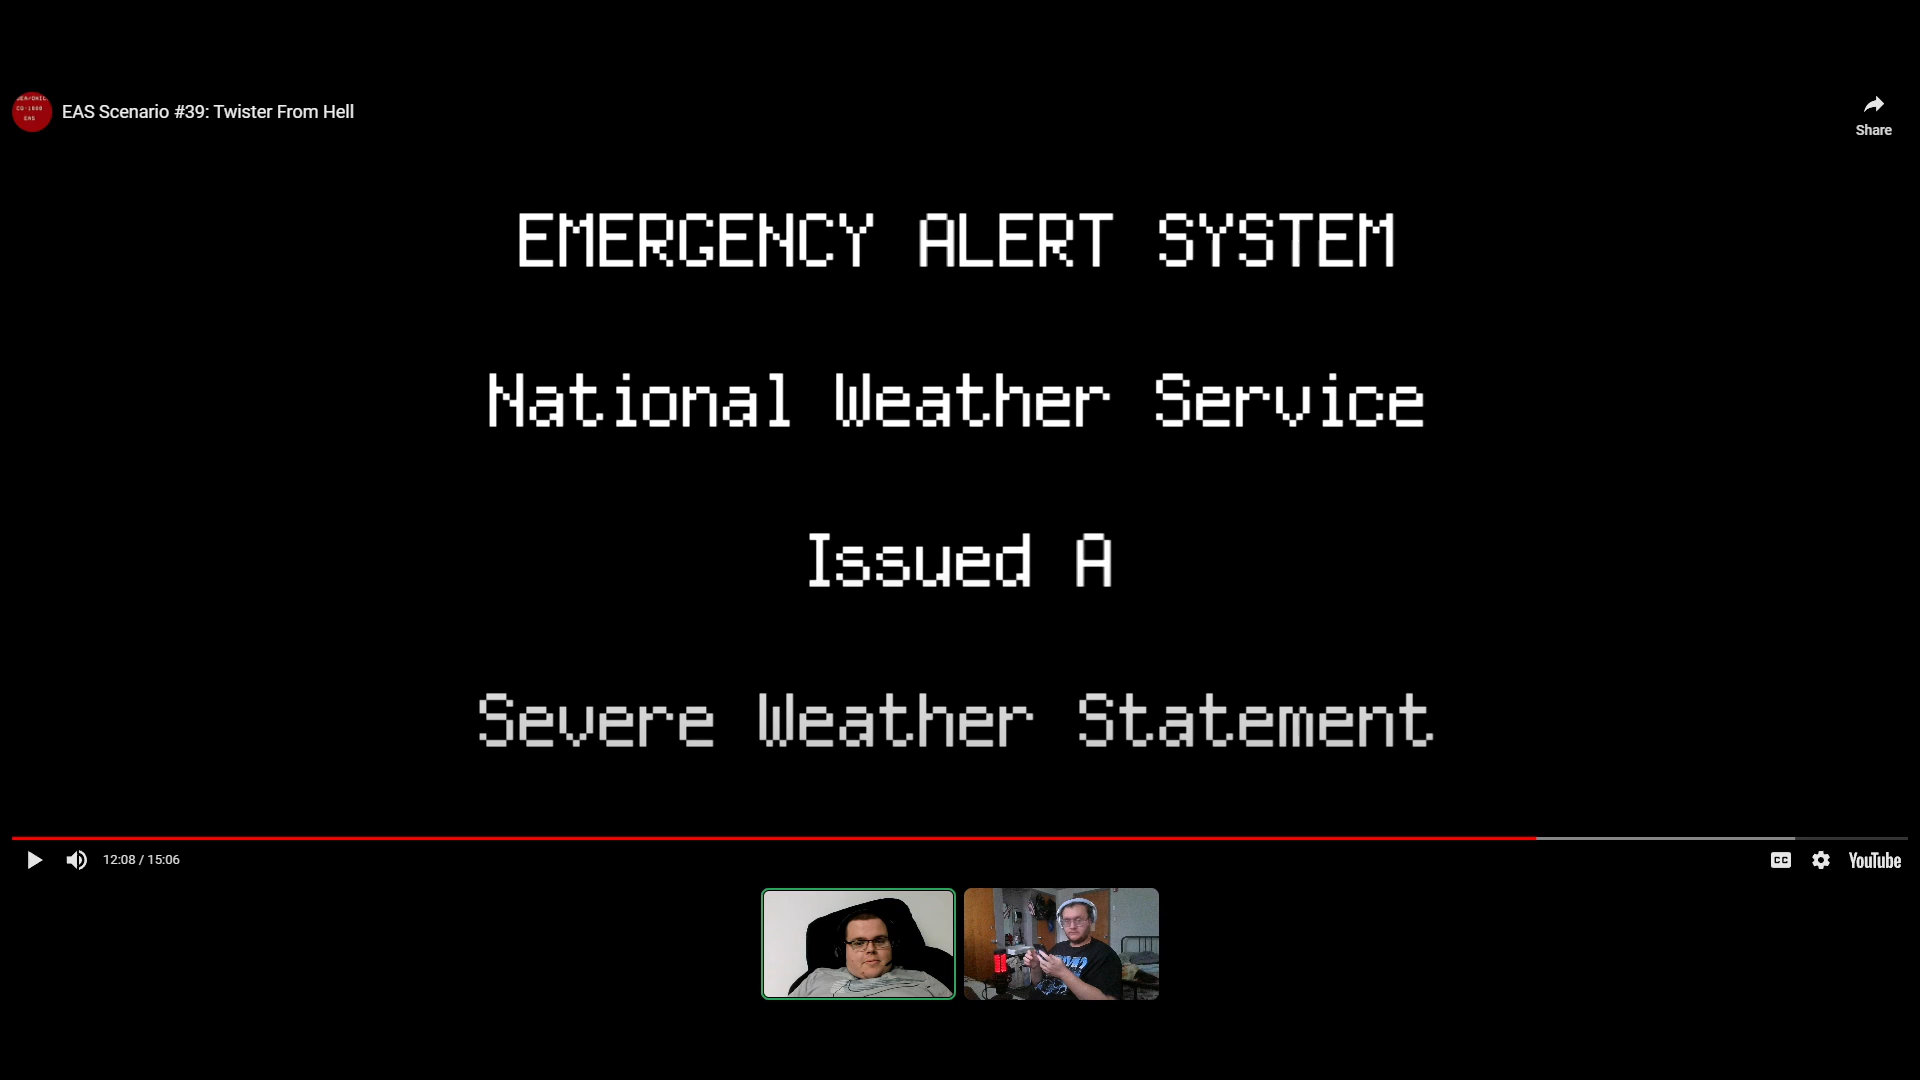 EAS Scenario #39: Twister From Hell
Share
EMERGENCY ALERT SYSTEM
National Weather Service
Issued A
Severe Weather Statement
12:08 / 15:06
CC
YouTube